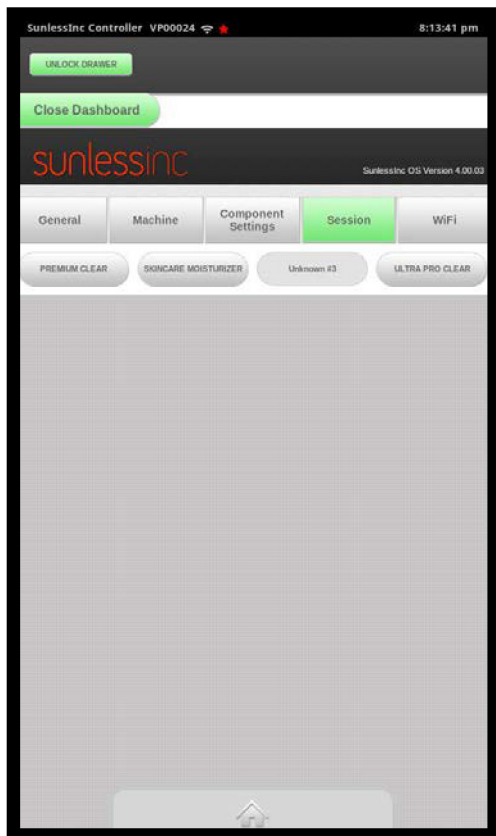 SunlessInc Controller VP00024 8:13:41 pm
UNLOCK DRAWER
Close Dashboard
sunlessinc
SunlessInc OS Version 4.00.03
General Machine Component Settings Session WiFi
PREMIUM CLEAR SKINCARE MOISTURIZER Unknown #3 ULTRA PRO CLEAR